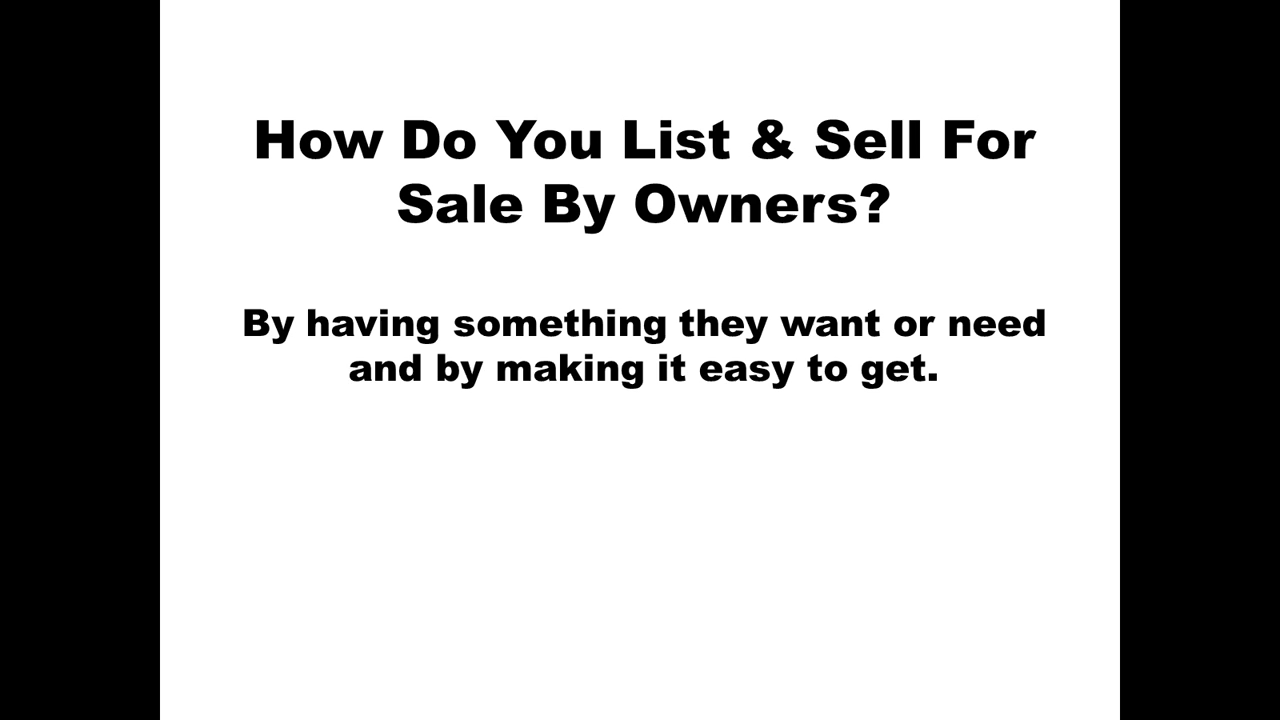 How Do You List & Sell For
Sale By Owners?
By having something they want or need
and by making it easy to get.